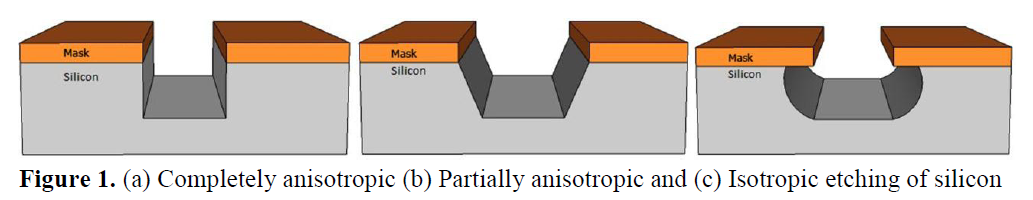 Mask
Silicon
Mask
Silicon
Mask
Silicon
Figure 1. (a) Completely anisotropic (b) Partially anisotropic and (c) Isotropic etching of silicon